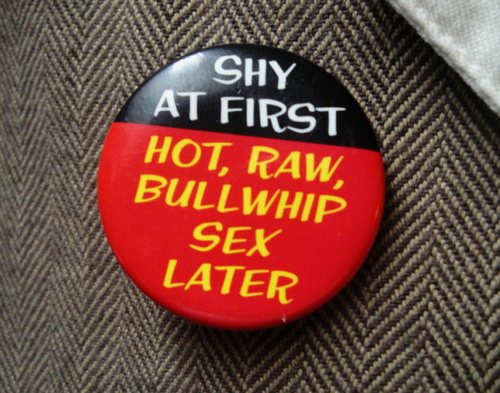 SHY
AT FIRST
HOT, RAW,
BULLWHIP
SEX
LATER